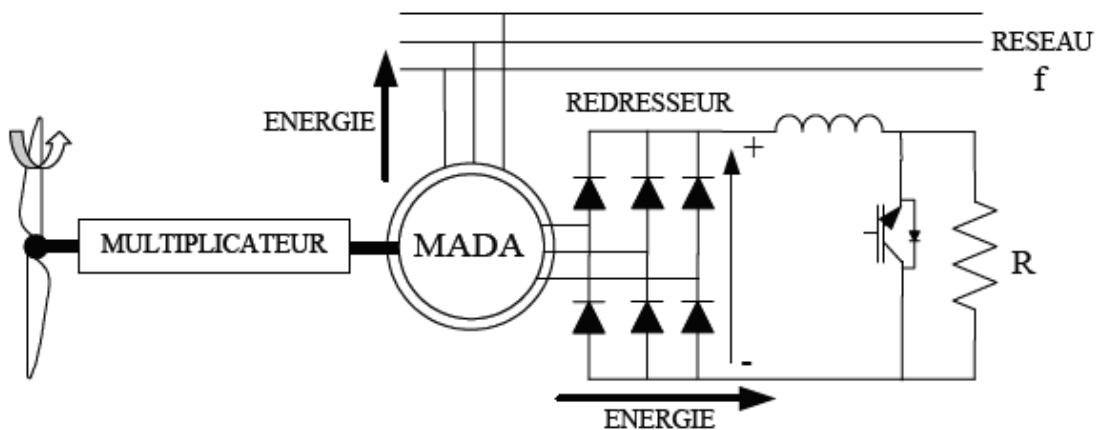 RESEAU
f
ENERGIE
REDRESSEUR
+
MULTIPLICATEUR
MADA
R
-
ENERGIE